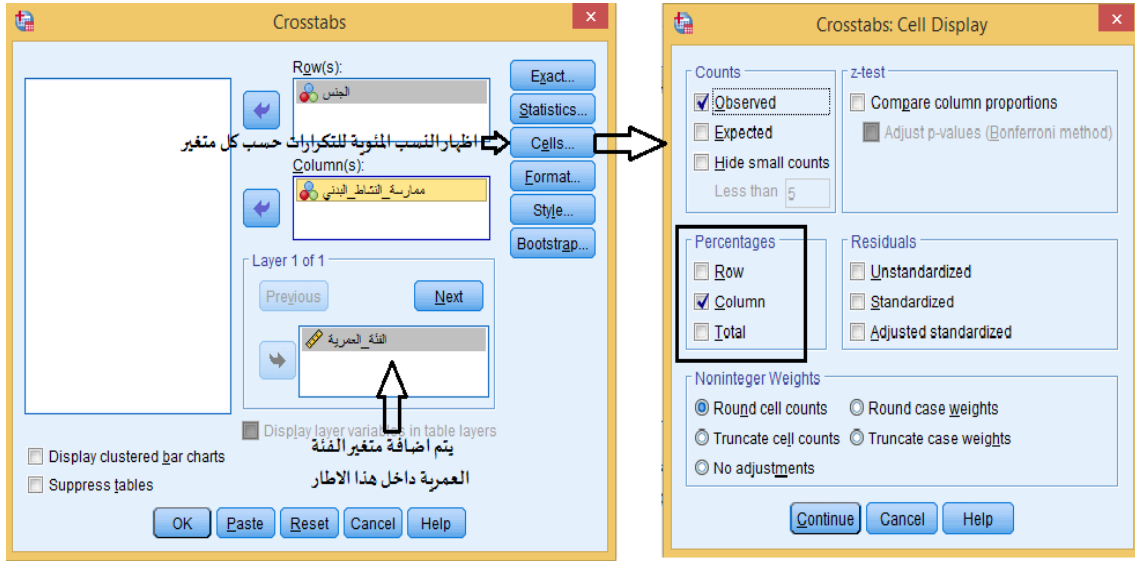 Crosstabs
Row(s):
الجنس
Exact...
Statistics...
اظهار النسب المئوية للتكرارات حسب كل متغير
Cells...
Column(s):
ممارسة_النشاط_البدني
Format...
Style...
Bootstrap...
Layer 1 of 1
Previous
Next
الفئة_العمرية
Display layer variables in table layers
يتم اضافة متغير الفئة
العمرية داخل هذا الاطار
Display clustered bar charts
Suppress tables
OK Paste Reset Cancel Help
Crosstabs: Cell Display
Counts
Observed
Expected
Hide small counts
Less than 5
z-test
Compare column proportions
Adjust p-values (Bonferroni method)
Percentages
Row
Column
Total
Residuals
Unstandardized
Standardized
Adjusted standardized
Noninteger Weights
Round cell counts Round case weights
Truncate cell counts Truncate case weights
No adjustments
Continue Cancel Help